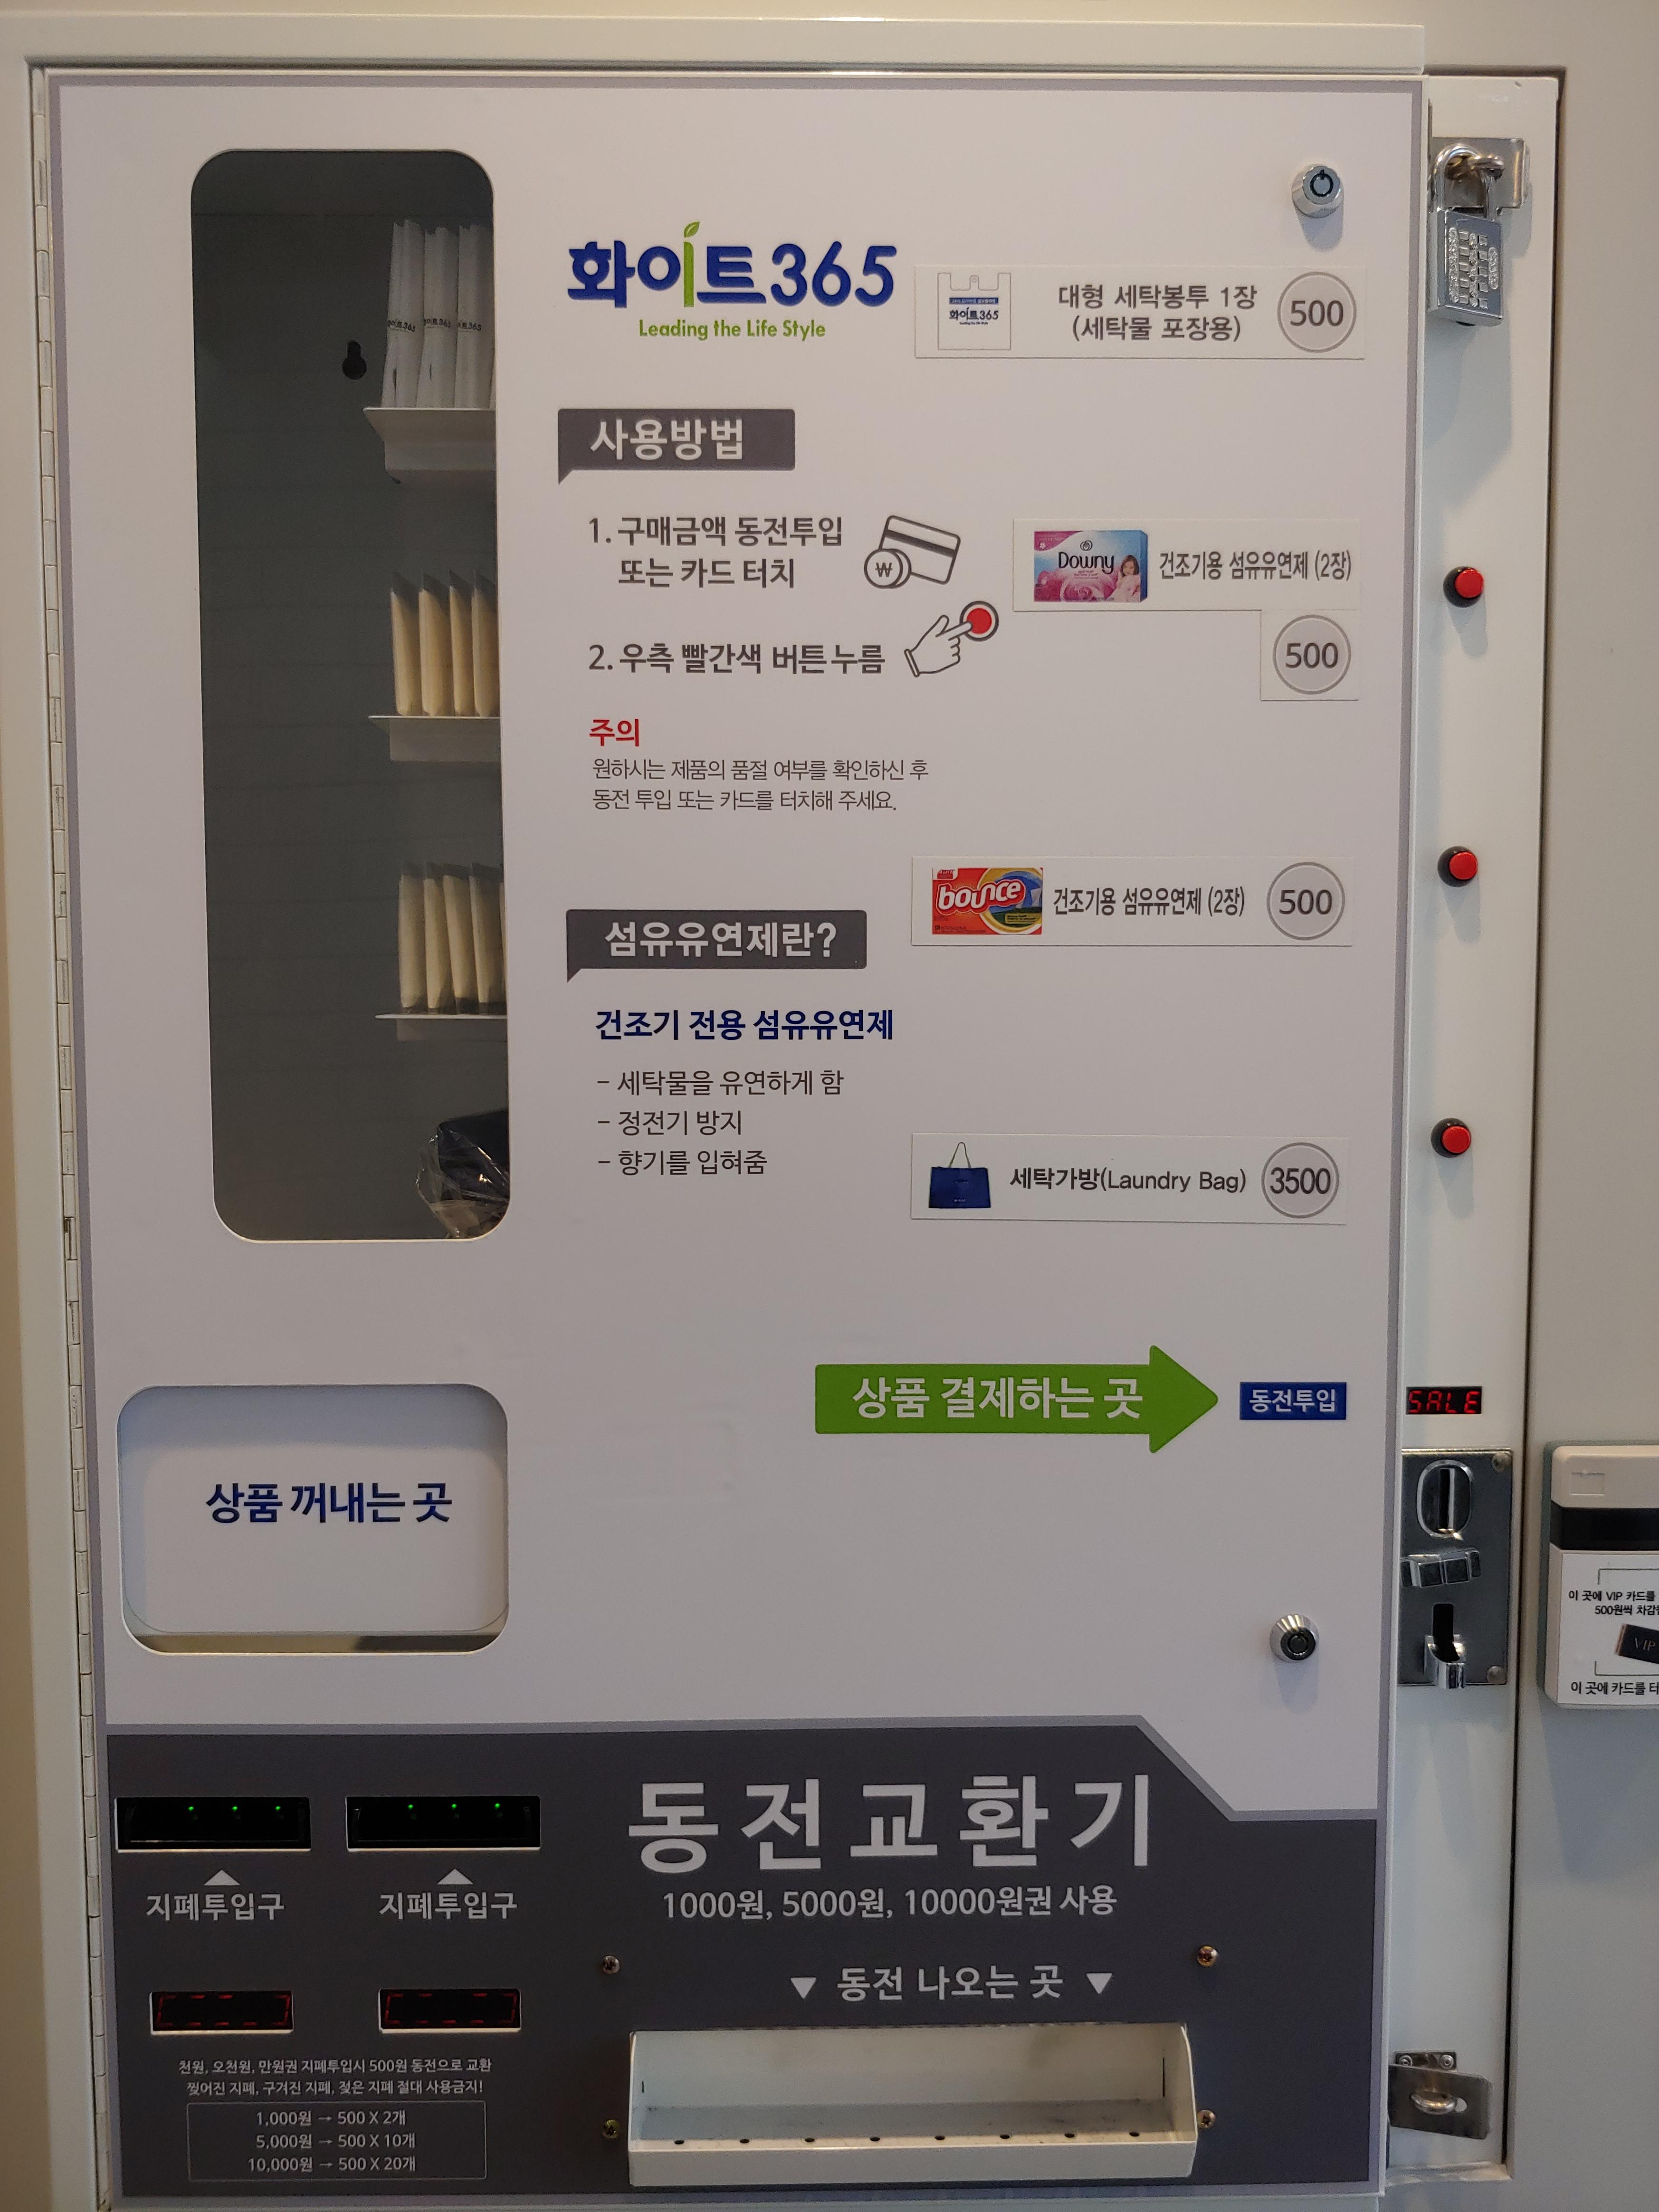 화이트365
Leading the Life Style
화이트365
대형 세탁봉투 1장
(세탁물 포장용)
500
사용방법
1. 구매금액 동전투입
또는 카드 터치
₩
2. 우측 빨간색 버튼 누름
Downy
건조기용 섬유유연제 (2장)
500
주의
원하시는 제품의 품절 여부를 확인하신 후
동전 투입 또는 카드를 터치해 주세요.
bounce
건조기용 섬유유연제 (2장)
500
섬유유연제란?
건조기 전용 섬유유연제
- 세탁물을 유연하게 함
- 정전기 방지
- 향기를 입혀줌
세탁가방(Laundry Bag)
3500
상품 결제하는 곳
동전투입
SALE
상품 꺼내는 곳
이 곳에 VIP 카드를
500원씩
VIP
이 곳에 카드를
동전교환기
1000원, 5000원, 10000원권 사용
지폐투입구
지폐투입구
▼ 동전 나오는 곳 ▼
천원, 오천원, 만원권 지폐투입시 500원 동전으로 교환
찢어진 지폐, 구겨진 지폐, 젖은 지폐 절대 사용금지!
1,000원 → 500 X 2개
5,000원 → 500 X 10개
10,000원 → 500 X 20개